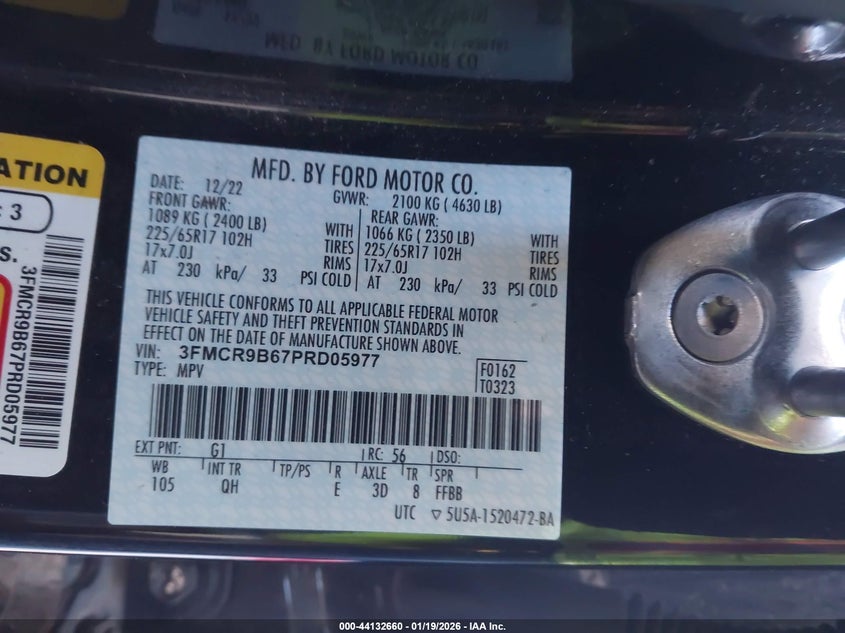 MFD. BY FORD MOTOR CO
ATION
: 3
S.
3FMCR9B67PRD05977
MFD. BY FORD MOTOR CO.
DATE: 12/22 GVWR: 2100 KG ( 4630 LB)
FRONT GAWR: REAR GAWR:
1089 KG ( 2400 LB) WITH 1066 KG ( 2350 LB) WITH
225/65R17 102H TIRES 225/65R17 102H TIRES
17x7.0J RIMS 17x7.0J RIMS
AT 230 kPa/ 33 PSI COLD AT 230 kPa/ 33 PSI COLD
THIS VEHICLE CONFORMS TO ALL APPLICABLE FEDERAL MOTOR
VEHICLE SAFETY AND THEFT PREVENTION STANDARDS IN
EFFECT ON THE DATE OF MANUFACTURE SHOWN ABOVE.
VIN: 3FMCR9B67PRD05977
TYPE: MPV
F0162
T0323
EXT PNT: G1 RC: 56 DSO:
WB INT TR TP/PS R AXLE TR SPR
105 QH E 3D 8 FFBB
UTC ▽ 5U5A-1520472-BA
000-44132660 - 01/19/2026 - IAA Inc.